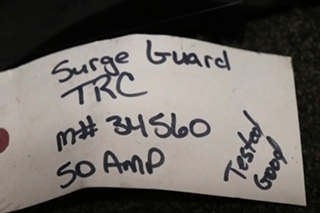 Surge Guard
TRC
m# 34560
50 AMP
Tested
Good